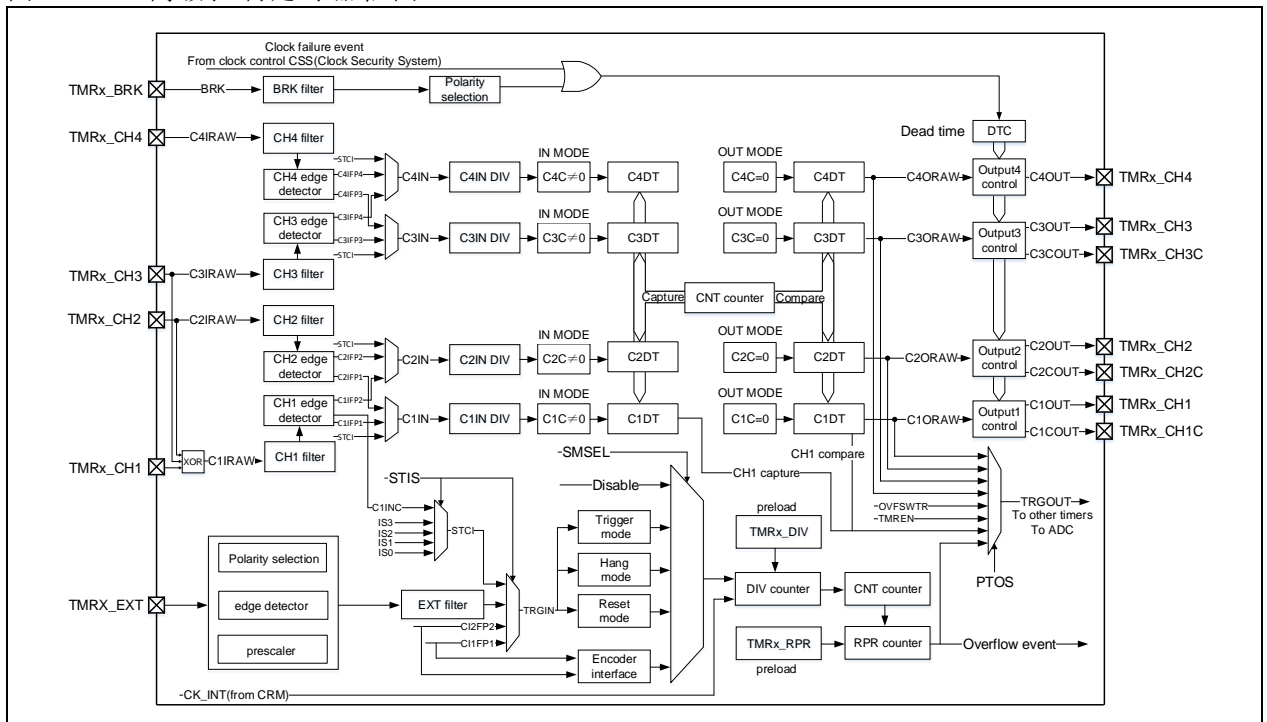 Clock failure event
From clock control CSS(Clock Security System)
TMRx_BRK
BRK
BRK filter
Polarity selection
TMRx_CH4
C4IRAW
CH4 filter
CH4 edge detector
STCI
C4IFP4
C4IFP3
C4IN
C4IN DIV
IN MODE
C4C≠0
C4DT
OUT MODE
C4C=0
C4DT
C4ORAW
Dead time
DTC
Output4 control
C4OUT
TMRx_CH4
CH3 edge detector
C3IFP4
C3IFP3
STCI
C3IN
C3IN DIV
IN MODE
C3C≠0
C3DT
OUT MODE
C3C=0
C3DT
C3ORAW
Output3 control
C3OUT
TMRx_CH3
C3COUT
TMRx_CH3C
TMRx_CH3
C3IRAW
CH3 filter
Capture
CNT counter
Compare
TMRx_CH2
C2IRAW
CH2 filter
CH2 edge detector
STCI
C2IFP2
C2IFP1
C2IN
C2IN DIV
IN MODE
C2C≠0
C2DT
OUT MODE
C2C=0
C2DT
C2ORAW
Output2 control
C2OUT
TMRx_CH2
C2COUT
TMRx_CH2C
CH1 edge detector
C1IFP2
C1IFP1
STCI
C1IN
C1IN DIV
IN MODE
C1C≠0
C1DT
OUT MODE
C1C=0
C1DT
C1ORAW
Output1 control
C1OUT
TMRx_CH1
C1COUT
TMRx_CH1C
TMRx_CH1
XOR
C1IRAW
CH1 filter
CH1 capture
CH1 compare
STIS
C1INC
IS3
IS2
IS1
IS0
STCI
SMSEL
Disable
Trigger mode
Hang mode
Reset mode
Encoder interface
preload
TMRx_DIV
DIV counter
CNT counter
TMRx_RPR
preload
RPR counter
Overflow event
OVFSWTR
TMREN
TRGOUT
To other timers
To ADC
PTOS
TMRX_EXT
Polarity selection
edge detector
prescaler
EXT filter
CI2FP2
CI1FP1
TRGIN
CK_INT(from CRM)